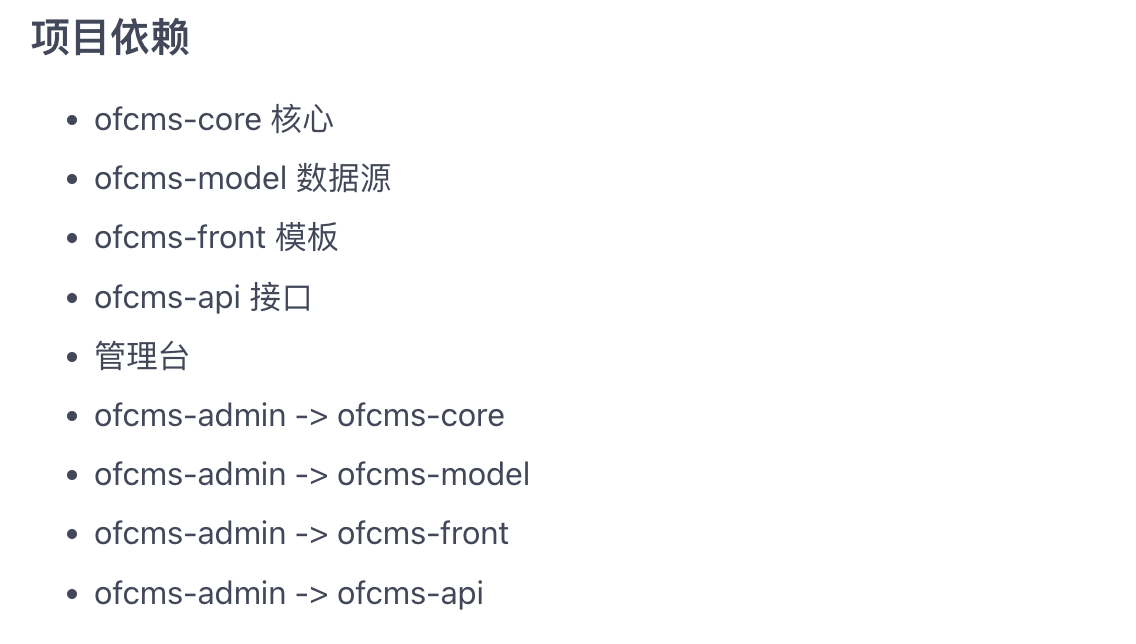 项目依赖
ofcms-core 核心
ofcms-model 数据源
ofcms-front 模板
ofcms-api 接口
管理台
ofcms-admin -> ofcms-core
ofcms-admin -> ofcms-model
ofcms-admin -> ofcms-front
ofcms-admin -> ofcms-api